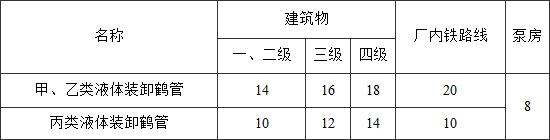 名称 建筑物 厂内铁路线 泵房
一、二级 三级 四级
甲、乙类液体装卸鹤管 14 16 18 20 8
丙类液体装卸鹤管 10 12 14 10